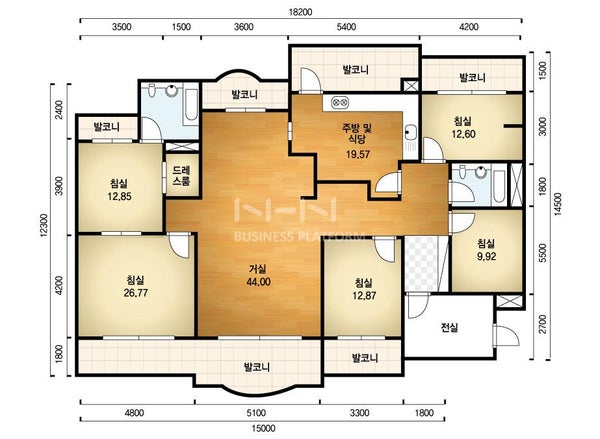 18200
3500 1500 3600 5400 4200
발코니
발코니
발코니
발코니
침실
12.60
주방 및
식당
19.57
드레
스룸
침실
12.85
N-H-N
BUSINESS PLATFORM
침실
9.92
침실
26.77
거실
44.00
침실
12.87
전실
발코니
발코니
2400
3900
4200
1800
12300
1500
3000
1800
5500
2700
14500
4800 5100 3300 1800
15000